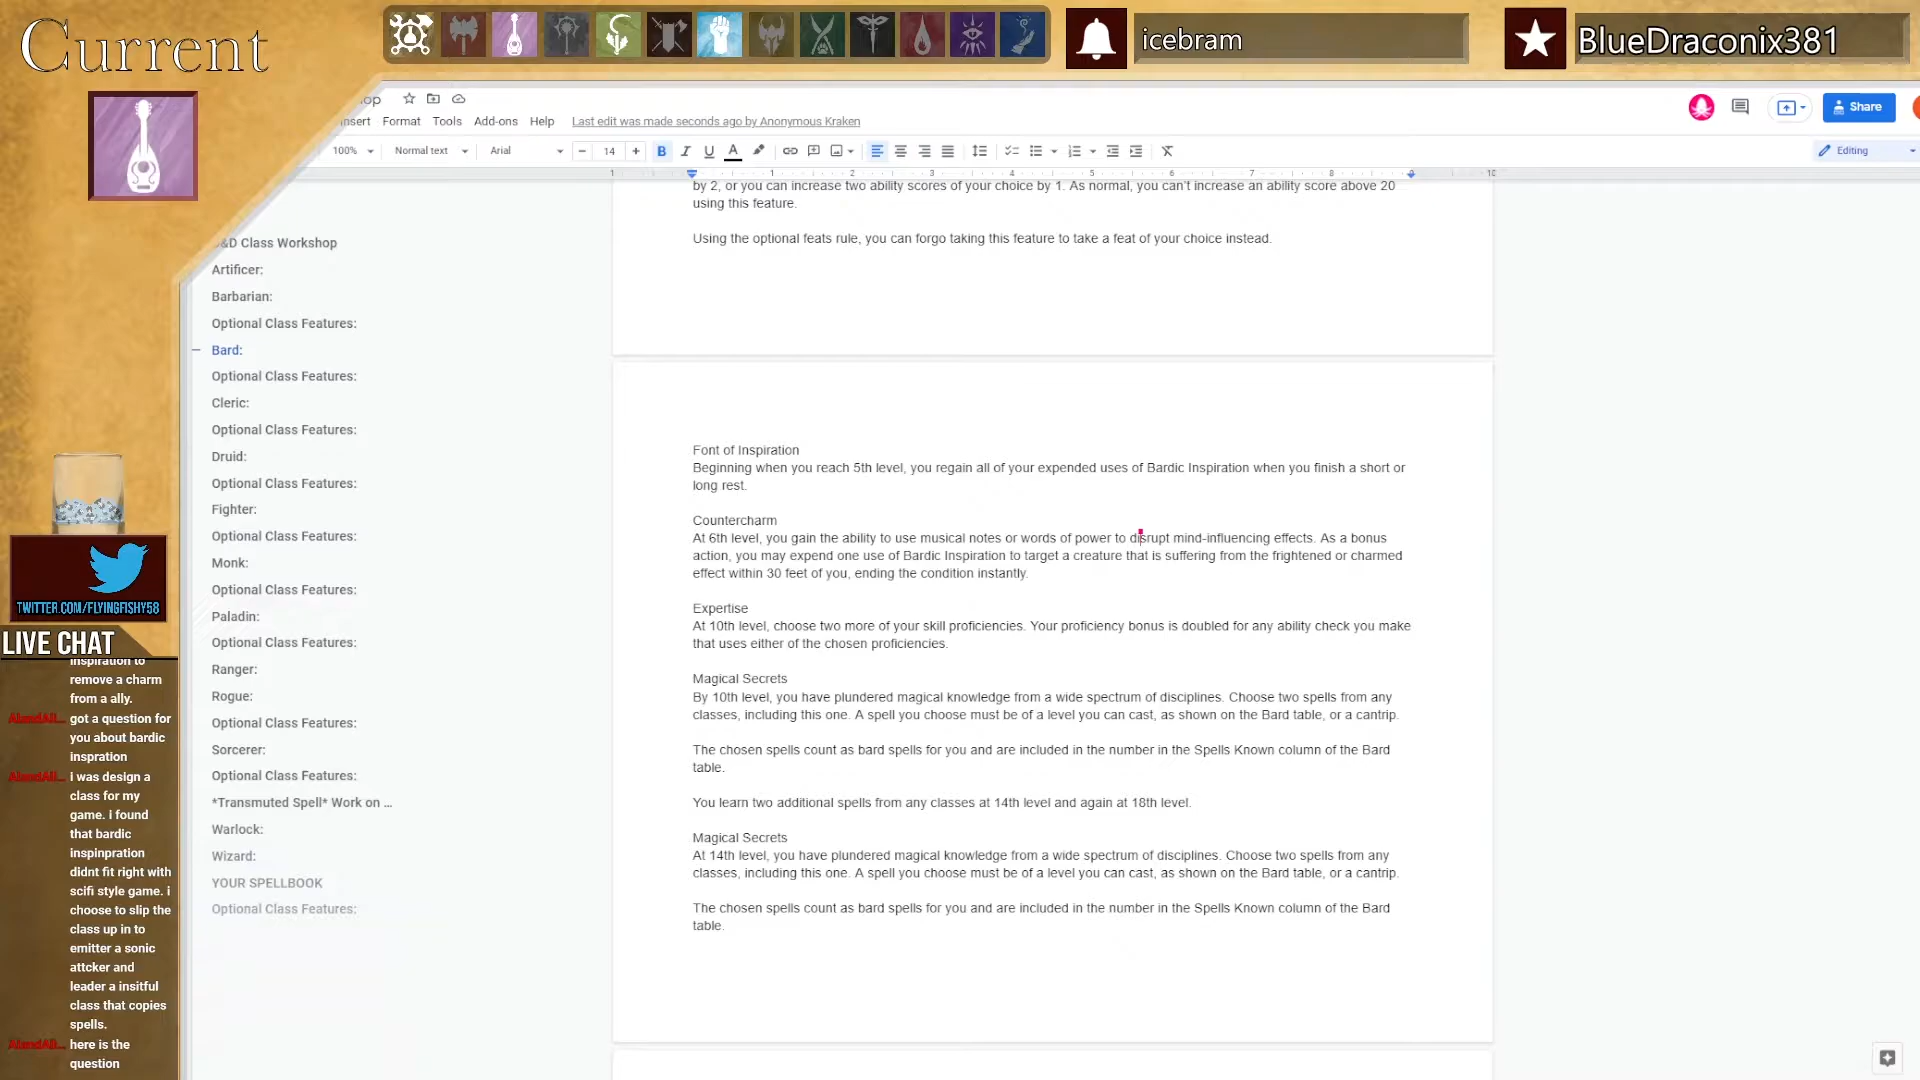 Current
icebram
BlueDraconix381
Format Tools Add-ons Help Last edit was made seconds ago by Anonymous Kraken
Share
100% Normal text Arial 14
Editing
1 1 2 3 4 5 6 7 8 10
by 2, or you can increase two ability scores of your choice by 1. As normal, you can't increase an ability score above 20
using this feature.
Using the optional feats rule, you can forgo taking this feature to take a feat of your choice instead.
&D Class Workshop
Artificer:
Barbarian:
Optional Class Features:
Bard:
Optional Class Features:
Cleric:
Optional Class Features:
Druid:
Optional Class Features:
Fighter:
Optional Class Features:
Monk:
Optional Class Features:
Paladin:
Optional Class Features:
Ranger:
Rogue:
Optional Class Features:
Sorcerer:
Optional Class Features:
*Transmuted Spell* Work on ...
Warlock:
Wizard:
YOUR SPELLBOOK
Optional Class Features:
Font of Inspiration
Beginning when you reach 5th level, you regain all of your expended uses of Bardic Inspiration when you finish a short or
long rest.
Countercharm
At 6th level, you gain the ability to use musical notes or words of power to disrupt mind-influencing effects. As a bonus
action, you may expend one use of Bardic Inspiration to target a creature that is suffering from the frightened or charmed
effect within 30 feet of you, ending the condition instantly.
Expertise
At 10th level, choose two more of your skill proficiencies. Your proficiency bonus is doubled for any ability check you make
that uses either of the chosen proficiencies.
Magical Secrets
By 10th level, you have plundered magical knowledge from a wide spectrum of disciplines. Choose two spells from any
classes, including this one. A spell you choose must be of a level you can cast, as shown on the Bard table, or a cantrip.
The chosen spells count as bard spells for you and are included in the number in the Spells Known column of the Bard
table.
You learn two additional spells from any classes at 14th level and again at 18th level.
Magical Secrets
At 14th level, you have plundered magical knowledge from a wide spectrum of disciplines. Choose two spells from any
classes, including this one. A spell you choose must be of a level you can cast, as shown on the Bard table, or a cantrip.
The chosen spells count as bard spells for you and are included in the number in the Spells Known column of the Bard
table.
TWITTER.COM/FLYINGFISHY58
LIVE CHAT
inspiration to
remove a charm
from a ally.
got a question for
you about bardic
inspration
i was design a
class for my
game. i found
that bardic
inspinpration
didnt fit right with
scifi style game. i
choose to slip the
class up in to
emitter a sonic
attcker and
leader a insitful
class that copies
spells.
here is the
question